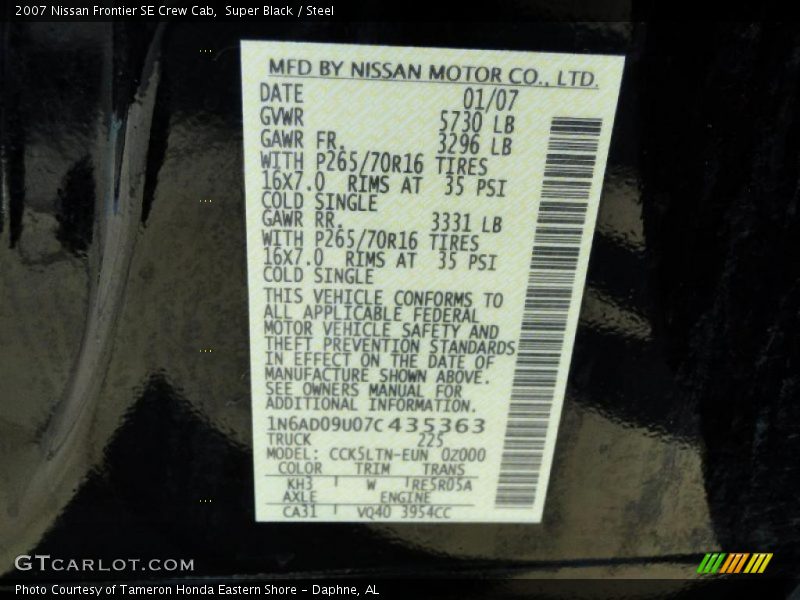 2007 Nissan Frontier SE Crew Cab,  Super Black / Steel
MFD BY NISSAN MOTOR CO., LTD.
DATE 01/07
GVWR 5730 LB
GAWR FR. 3296 LB
WITH P265/70R16 TIRES
16X7.0 RIMS AT 35 PSI
COLD SINGLE
GAWR RR. 3331 LB
WITH P265/70R16 TIRES
16X7.0 RIMS AT 35 PSI
COLD SINGLE
THIS VEHICLE CONFORMS TO
ALL APPLICABLE FEDERAL
MOTOR VEHICLE SAFETY AND
THEFT PREVENTION STANDARDS
IN EFFECT ON THE DATE OF
MANUFACTURE SHOWN ABOVE.
SEE OWNERS MANUAL FOR
ADDITIONAL INFORMATION.
1N6AD09U07C435363
TRUCK 225
MODEL: CCK5LTN-EUN 0Z000
COLOR TRIM TRANS
KH3 W RE5R05A
AXLE ENGINE
CA31 VQ40 3954CC
GTCARLOT.COM
Photo Courtesy of Tameron Honda Eastern Shore - Daphne, AL